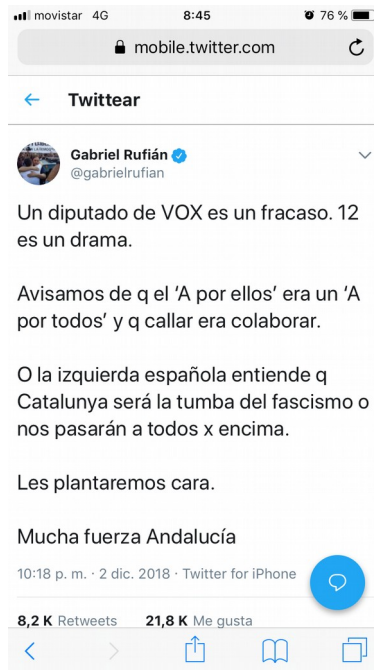 movistar 4G 8:45 76 %
mobile.twitter.com
Twittear
Gabriel Rufián
@gabrielrufian
Un diputado de VOX es un fracaso. 12
es un drama.
Avisamos de q el ‘A por ellos’ era un ‘A
por todos’ y q callar era colaborar.
O la izquierda española entiende q
Catalunya será la tumba del fascismo o
nos pasarán a todos x encima.
Les plantaremos cara.
Mucha fuerza Andalucía
10:18 p. m. · 2 dic. 2018 · Twitter for iPhone
8,2 K Retweets 21,8 K Me gusta